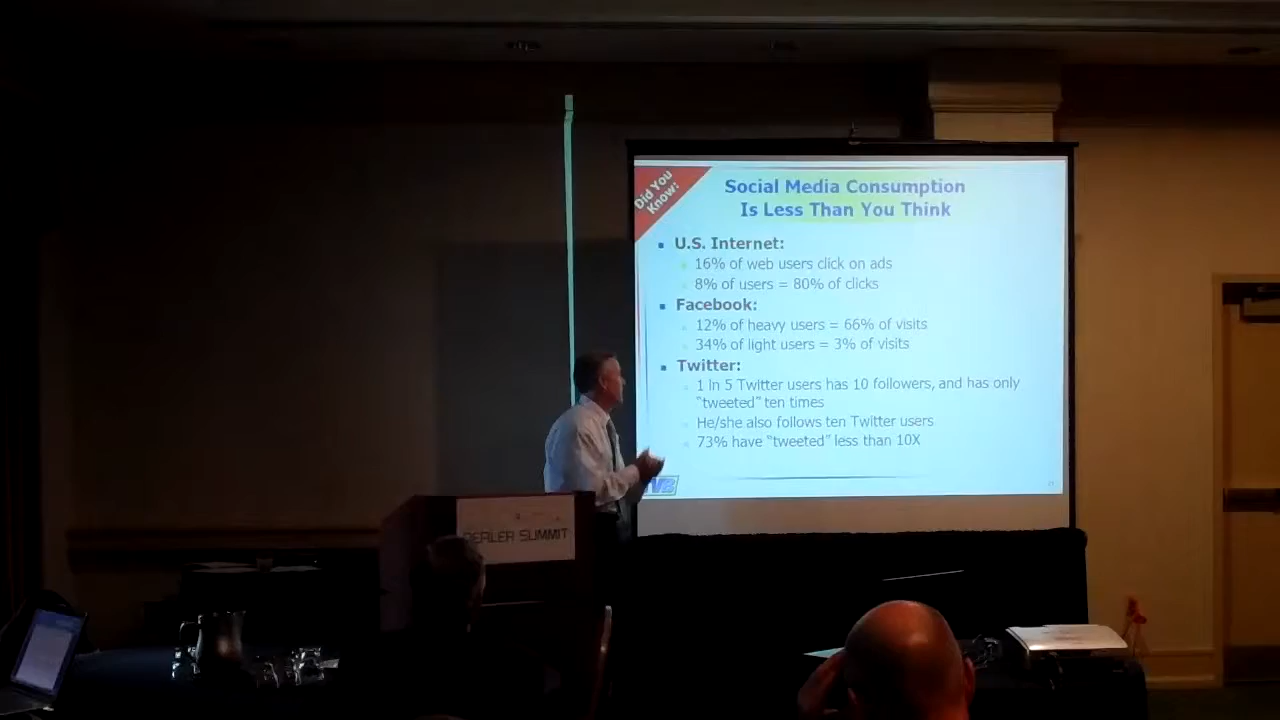 Did You
Know:
Social Media Consumption
Is Less Than You Think
U.S. Internet:
16% of web users click on ads
8% of users = 80% of clicks
Facebook:
12% of heavy users = 66% of visits
34% of light users = 3% of visits
Twitter:
1 in 5 Twitter users has 10 followers, and has only
"tweeted" ten times
He/she also follows ten Twitter users
73% have "tweeted" less than 10X
TVB
DEALER SUMMIT